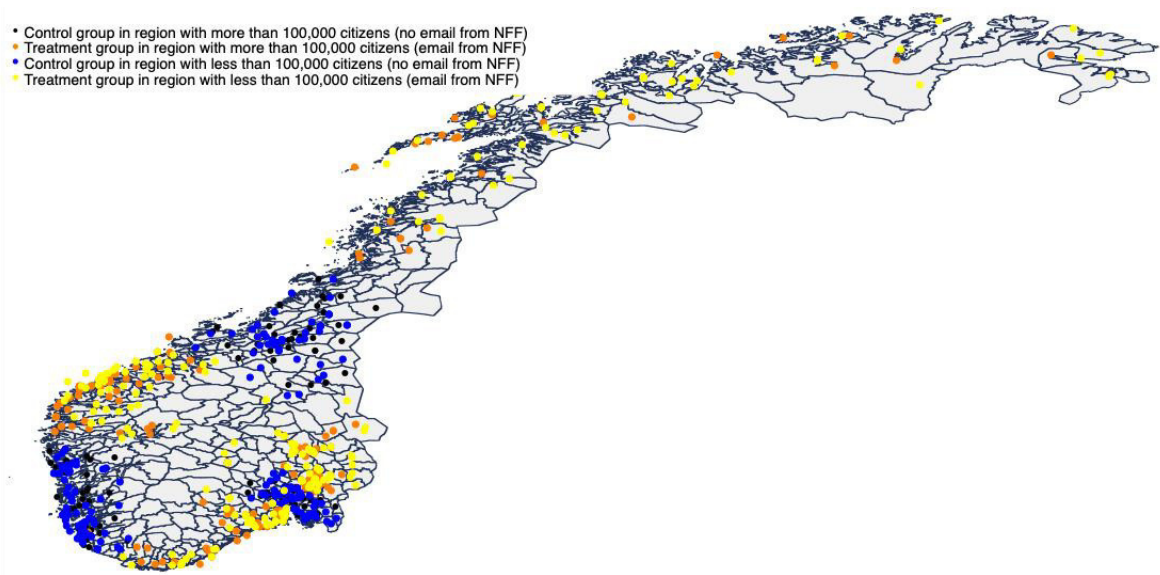 Control group in region with more than 100,000 citizens (no email from NFF)
Treatment group in region with more than 100,000 citizens (email from NFF)
Control group in region with less than 100,000 citizens (no email from NFF)
Treatment group in region with less than 100,000 citizens (email from NFF)